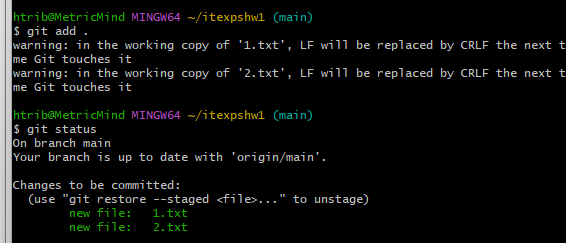 htrib@MetricMind MINGW64 ~/itexpshw1 (main)
$ git add .
warning: in the working copy of '1.txt', LF will be replaced by CRLF the next t
me Git touches it
warning: in the working copy of '2.txt', LF will be replaced by CRLF the next t
me Git touches it
htrib@MetricMind MINGW64 ~/itexpshw1 (main)
$ git status
On branch main
Your branch is up to date with 'origin/main'.
Changes to be committed:
  (use "git restore --staged <file>..." to unstage)
        new file:   1.txt
        new file:   2.txt